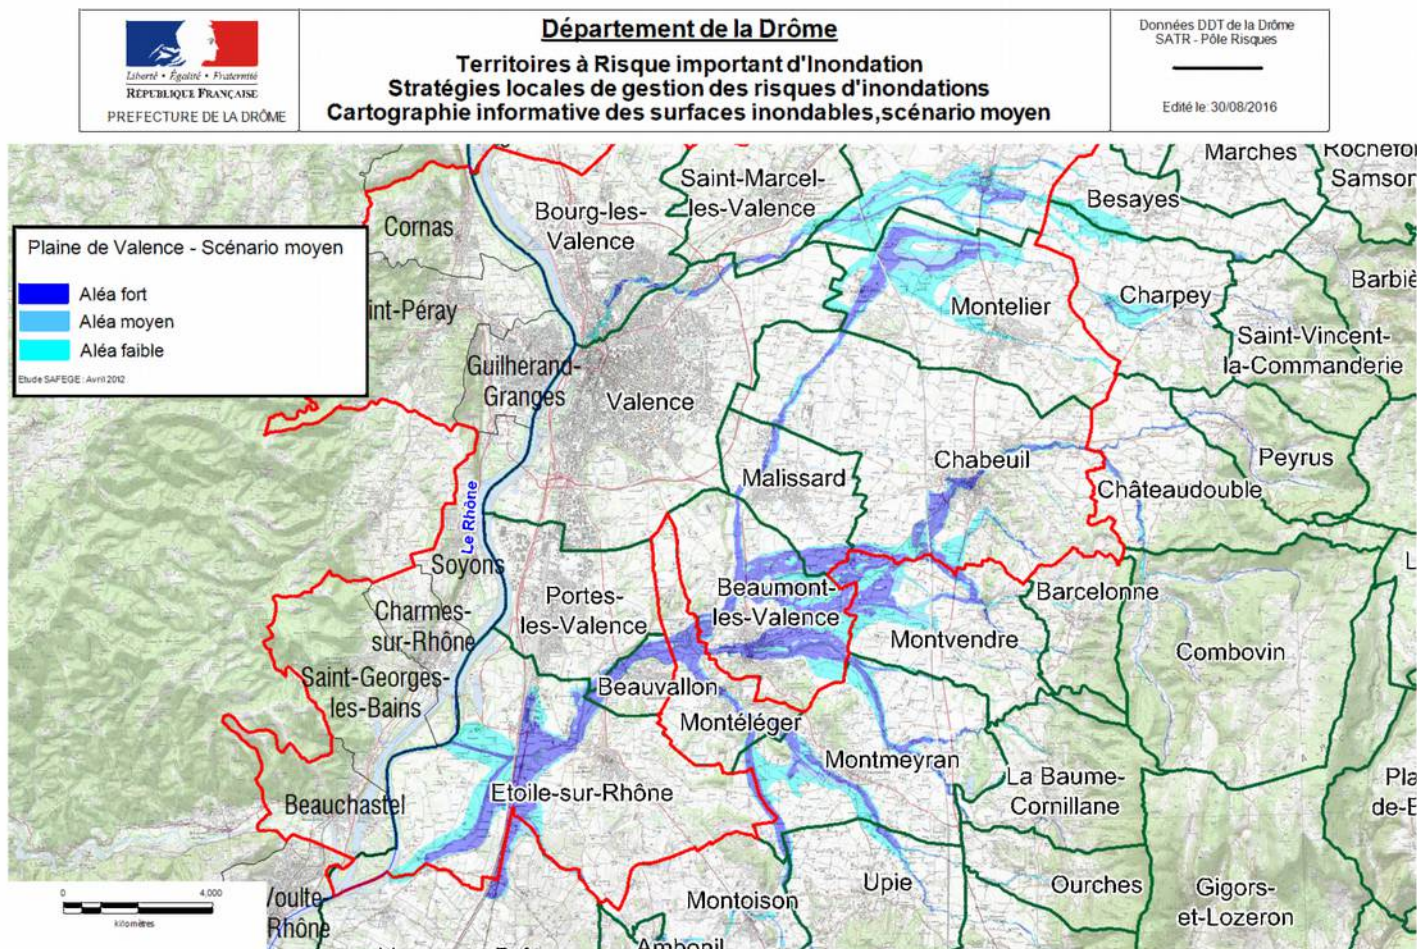 Liberté • Égalité • Fraternité
RÉPUBLIQUE FRANÇAISE
PREFECTURE DE LA DRÔME
Département de la Drôme
Territoires à Risque important d'Inondation
Stratégies locales de gestion des risques d'inondations
Cartographie informative des surfaces inondables,scénario moyen
Données DDT de la Drôme
SATR - Pôle Risques
Edité le: 30/08/2016
Plaine de Valence - Scénario moyen
Aléa fort
Aléa moyen
Aléa faible
Etude SAFEGE : Avril 2012
Marches
Saint-Marcel-
les-Valence
Besayes
Bourg-les-
Valence
Cornas
Montelier
Charpey
Saint-Vincent-
la-Commanderie
Guilherand-
Granges
Valence
Malissard
Chabeuil
Peyrus
Châteaudouble
Le Rhône
Soyons
Portes-
les-Valence
Beaumont-
les-Valence
Barcelonne
Charmes-
sur-Rhône
Montvendre
Combovin
Saint-Georges-
les-Bains
Beauvallon
Montéléger
Montmeyran
La Baume-
Cornillane
Etoile-sur-Rhône
Beauchastel
Upie
Ourches
Gigors-
et-Lozeron
Montoison
0 4,000
kilomètres